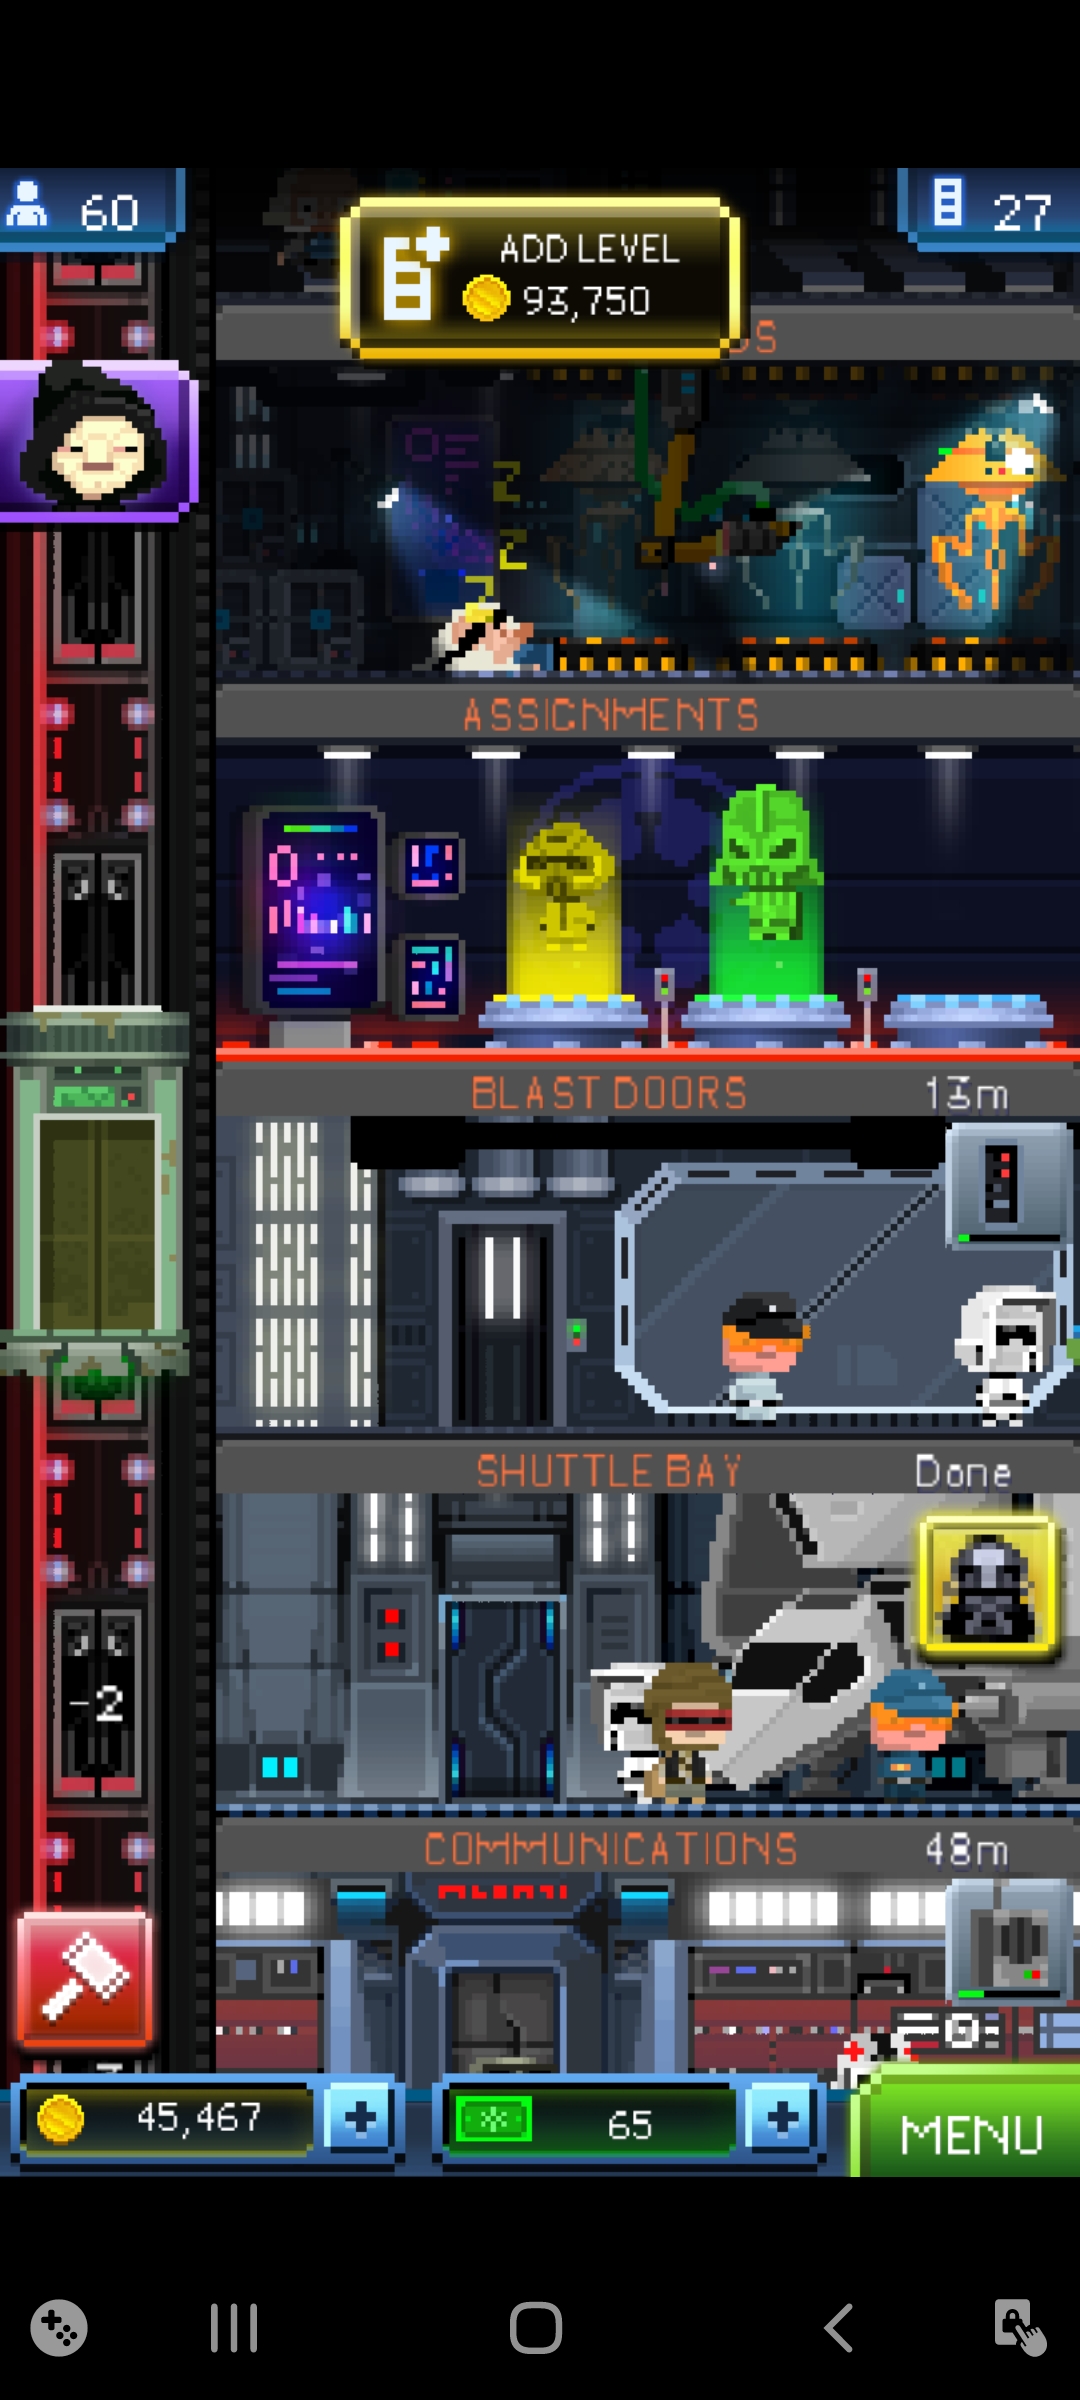 60
27
ADD LEVEL
93,750
DS
Z
Z
Z
ASSIGNMENTS
BLAST DOORS 13m
SHUTTLE BAY Done
-2
COMMUNICATIONS 48m
45,467
65
MENU